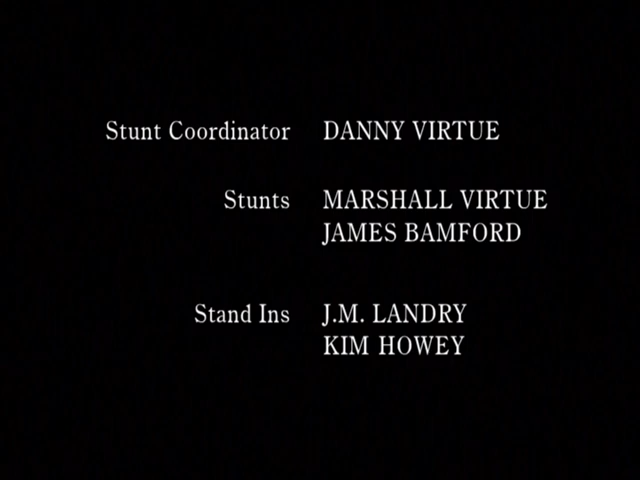 Stunt Coordinator DANNY VIRTUE
Stunts MARSHALL VIRTUE
JAMES BAMFORD
Stand Ins J.M. LANDRY
KIM HOWEY